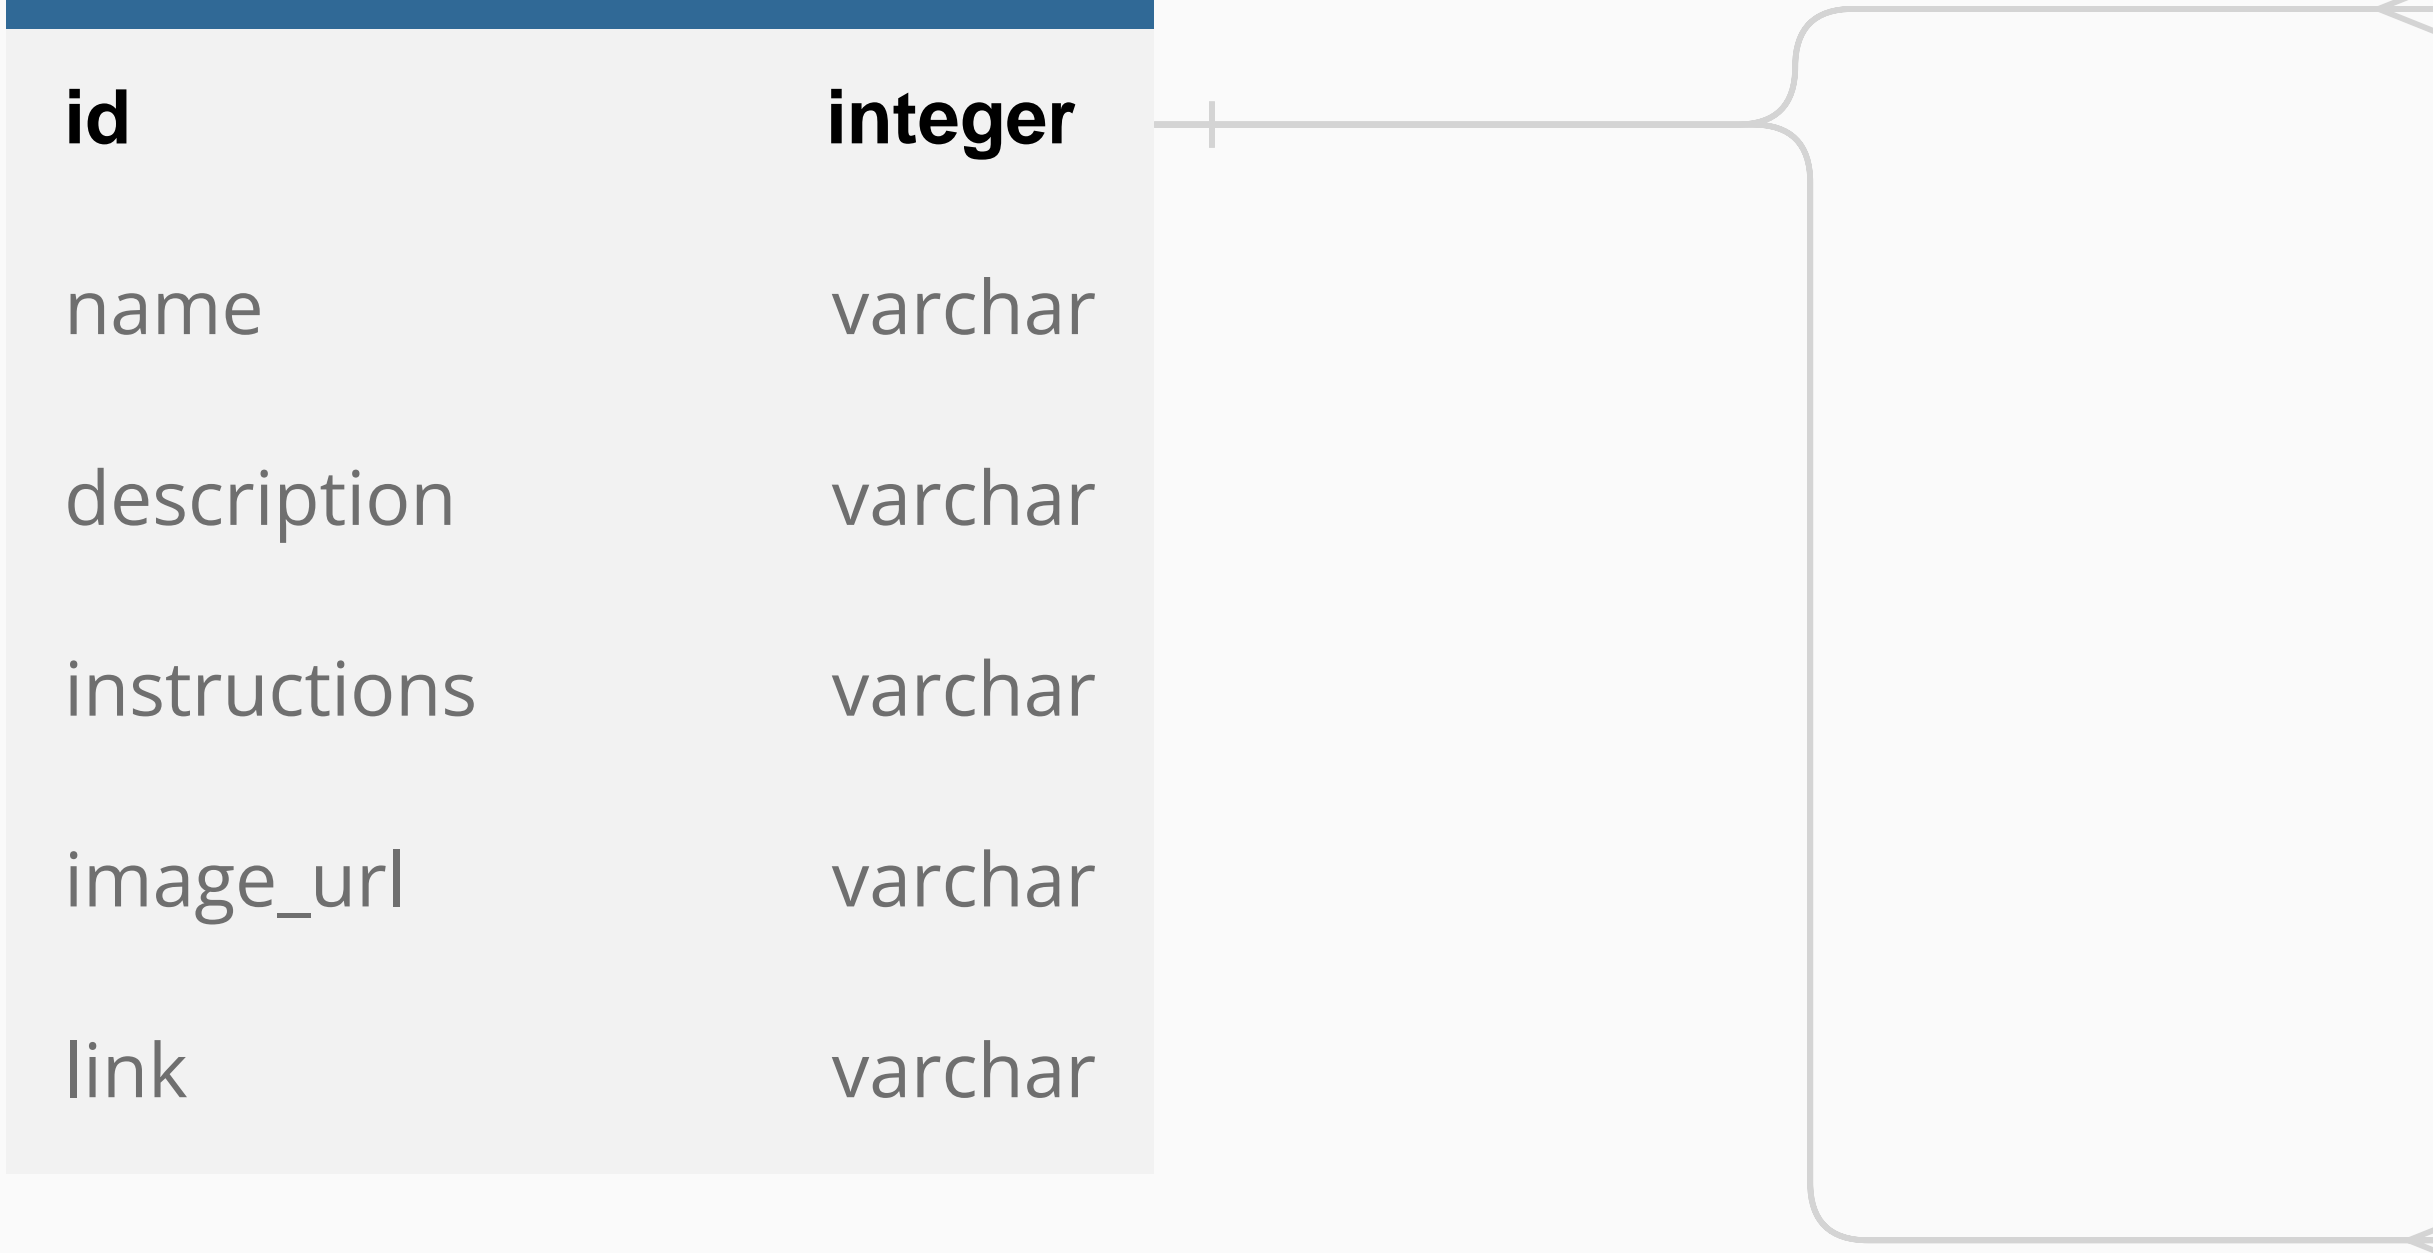 id integer
name varchar
description varchar
instructions varchar
image_url varchar
link varchar